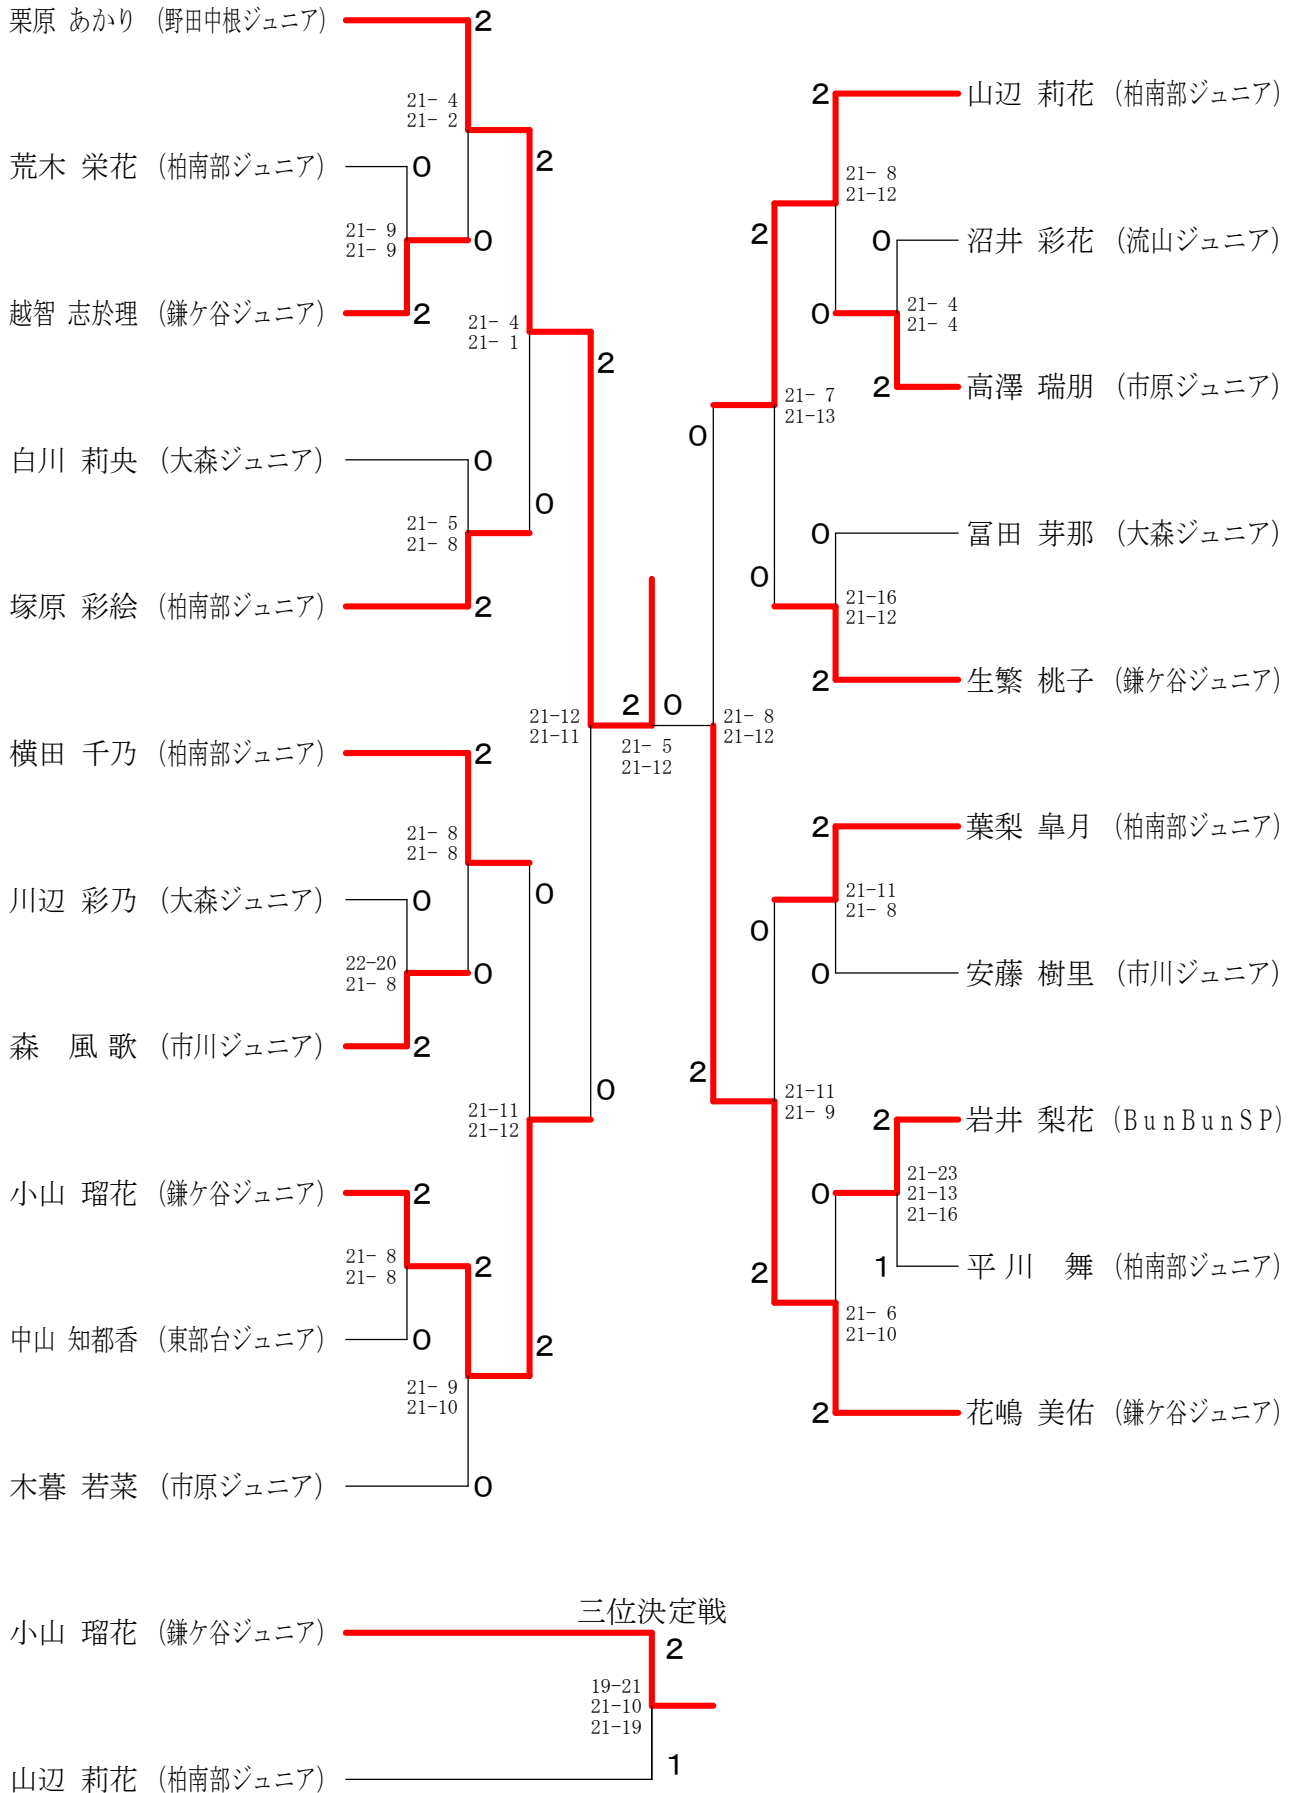 栗原 あかり (野田中根ジュニア) 2
21- 4
21- 2
荒木 栄花 (柏南部ジュニア) 0
2
21- 9
21- 9
0
越智 志於理 (鎌ケ谷ジュニア) 2
21- 4
21- 1
2
白川 莉央 (大森ジュニア) 0
0
21- 5
21- 8
塚原 彩絵 (柏南部ジュニア) 2
21-12
21-11
2 0
21- 5
21-12
横田 千乃 (柏南部ジュニア) 2
21- 8
21- 8
0
川辺 彩乃 (大森ジュニア) 0
22-20
21- 8
0
森 風歌 (市川ジュニア) 2
0
21-11
21-12
小山 瑠花 (鎌ケ谷ジュニア) 2
21- 8
21- 8
2
中山 知都香 (東部台ジュニア) 0
2
21- 9
21-10
木暮 若菜 (市原ジュニア) 0
2 山辺 莉花 (柏南部ジュニア)
21- 8
21-12
2
0 沼井 彩花 (流山ジュニア)
21- 4
21- 4
0
2 高澤 瑞朋 (市原ジュニア)
21- 7
21-13
0
0 冨田 芽那 (大森ジュニア)
0
21-16
21-12
2 生繁 桃子 (鎌ケ谷ジュニア)
21- 8
21-12
2 葉梨 皐月 (柏南部ジュニア)
21-11
21- 8
0
0 安藤 樹里 (市川ジュニア)
2
21-11
21- 9
2 岩井 梨花 (BunBunSP)
21-23
21-13
21-16
0
1 平川 舞 (柏南部ジュニア)
2
21- 6
21-10
2 花嶋 美佑 (鎌ケ谷ジュニア)
三位決定戦
小山 瑠花 (鎌ケ谷ジュニア) 2
19-21
21-10
21-19
山辺 莉花 (柏南部ジュニア) 1